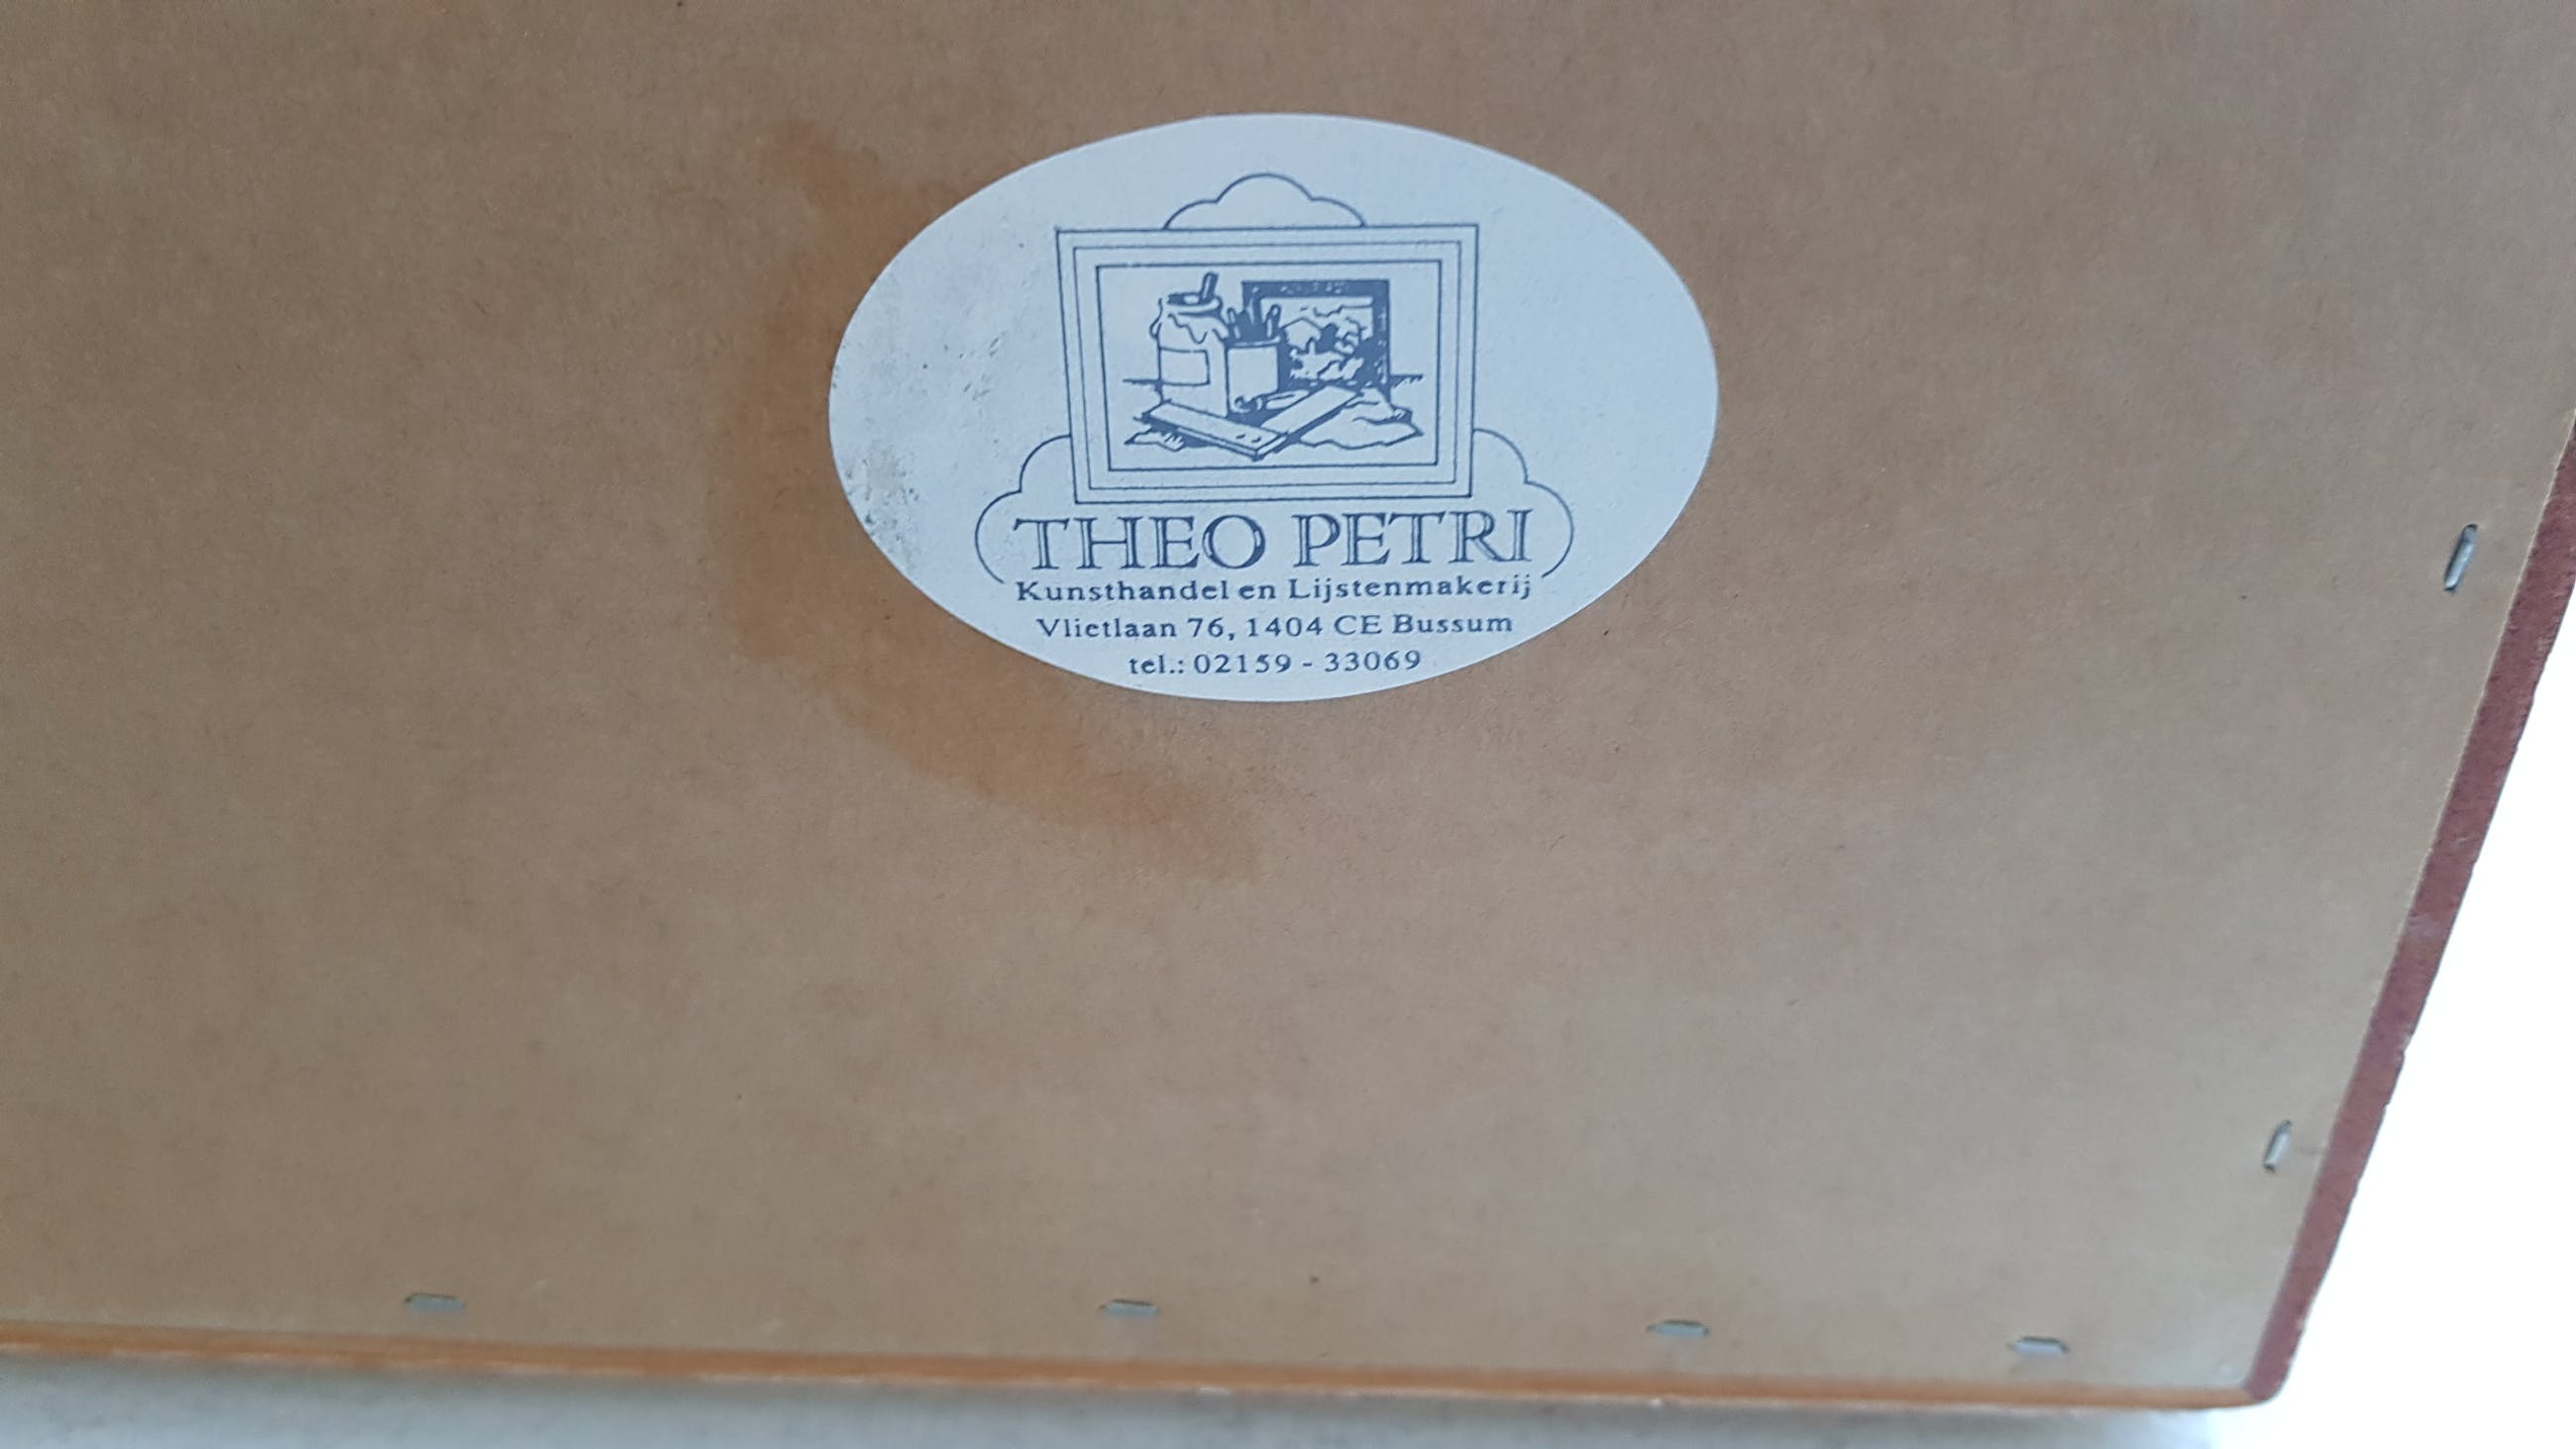 THEO PETRI
Kunsthandel en Lijstenmakerij
Vlietlaan 76, 1404 CE Bussum
tel.: 02159 - 33069